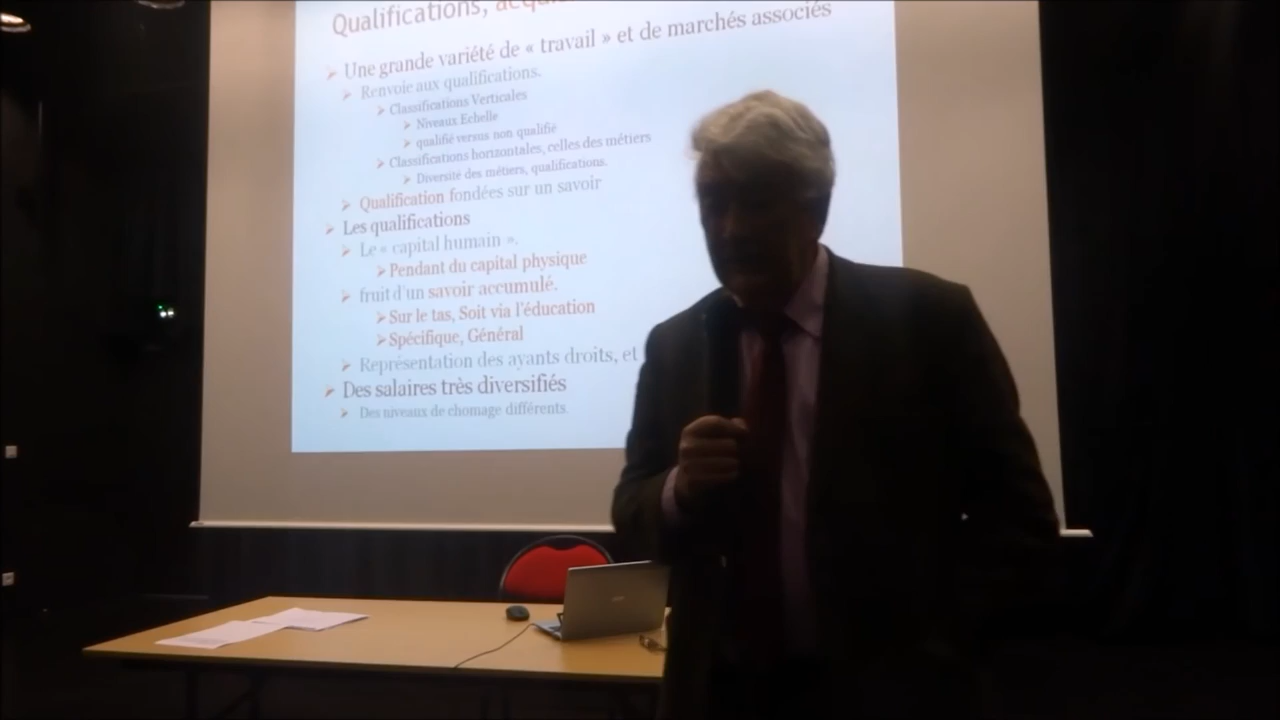 Qualifications,
➢ Une grande variété de « travail » et de marchés associés
➢ Renvoie aux qualifications.
➢ Classifications Verticales
➢ Niveaux Echelle
➢ qualifié versus non qualifié
➢ Classifications horizontales, celles des métiers
➢ Diversité des métiers, qualifications.
➢ Qualification fondées sur un savoir
➢ Les qualifications
➢ Le « capital humain ».
➢ Pendant du capital physique
➢ fruit d'un savoir accumulé.
➢ Sur le tas, Soit via l'éducation
➢ Spécifique, Général
➢ Représentation des ayants droits, et
➢ Des salaires très diversifiés
➢ Des niveaux de chomage différents.